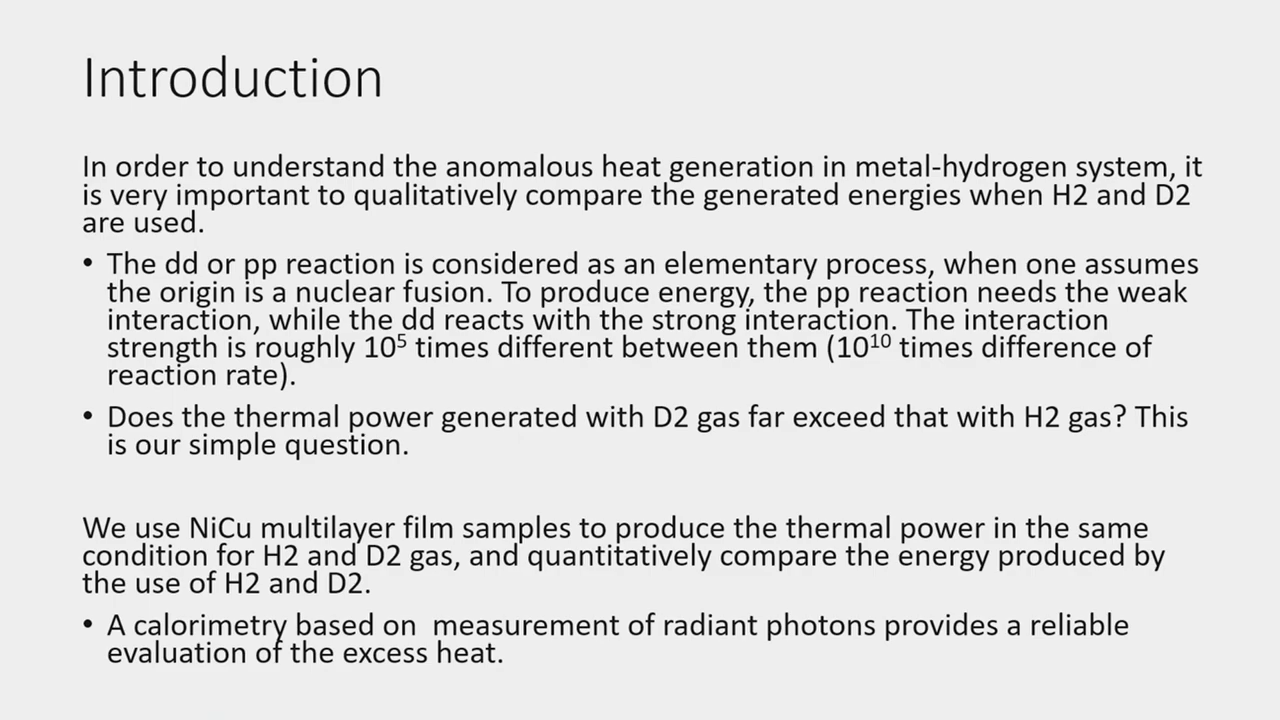 Introduction
In order to understand the anomalous heat generation in metal-hydrogen system, it
is very important to qualitatively compare the generated energies when H2 and D2
are used.
• The dd or pp reaction is considered as an elementary process, when one assumes
the origin is a nuclear fusion. To produce energy, the pp reaction needs the weak
interaction, while the dd reacts with the strong interaction. The interaction
strength is roughly 10⁵ times different between them (10¹⁰ times difference of
reaction rate).
• Does the thermal power generated with D2 gas far exceed that with H2 gas? This
is our simple question.
We use NiCu multilayer film samples to produce the thermal power in the same
condition for H2 and D2 gas, and quantitatively compare the energy produced by
the use of H2 and D2.
• A calorimetry based on  measurement of radiant photons provides a reliable
evaluation of the excess heat.